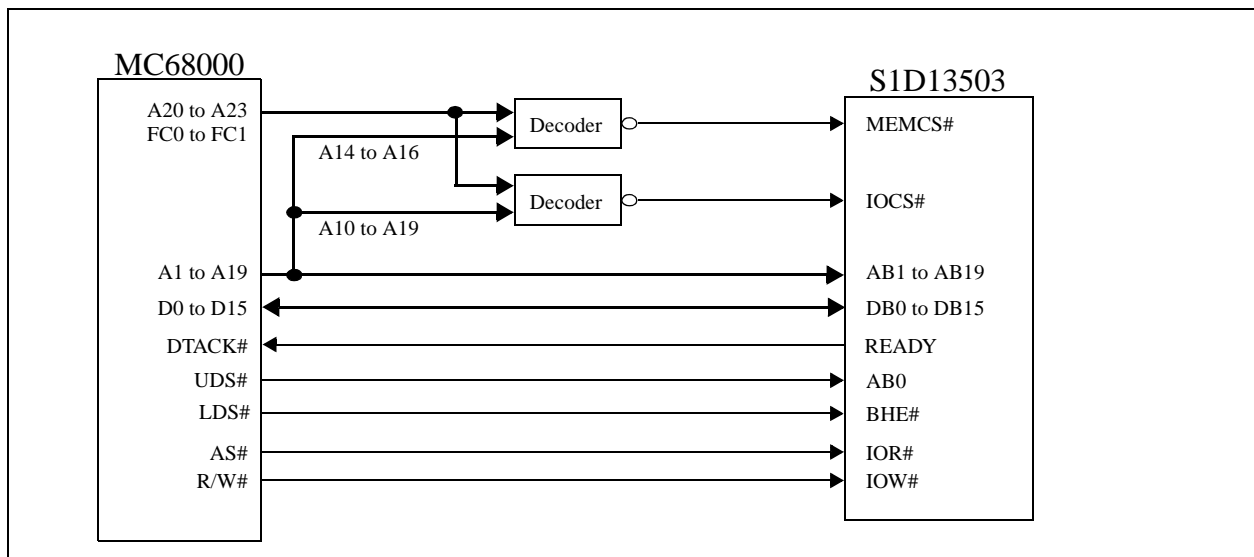 MC68000
S1D13503
A20 to A23
FC0 to FC1
Decoder
MEMCS#
A14 to A16
Decoder
IOCS#
A10 to A19
A1 to A19
AB1 to AB19
D0 to D15
DB0 to DB15
DTACK#
READY
UDS#
AB0
LDS#
BHE#
AS#
IOR#
R/W#
IOW#